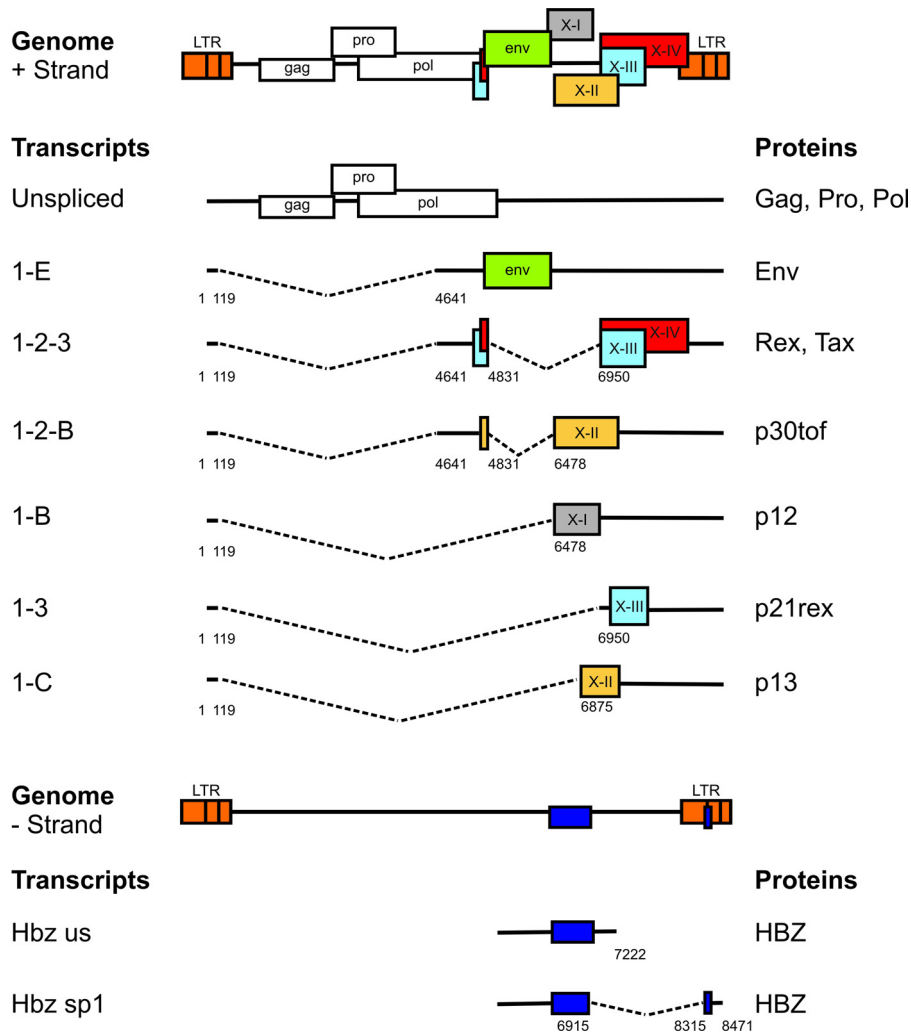 Genome
+ Strand
LTR
gag
pro
pol
env
X-I
X-II
X-III
X-IV
LTR
Transcripts
Proteins
Unspliced
gag
pro
pol
Gag, Pro, Pol
1-E
1 119
4641
env
Env
1-2-3
1 119
4641
4831
6950
X-III
X-IV
Rex, Tax
1-2-B
1 119
4641
4831
6478
X-II
p30tof
1-B
1 119
6478
X-I
p12
1-3
1 119
6950
X-III
p21rex
1-C
1 119
6875
X-II
p13
Genome
- Strand
LTR
LTR
Transcripts
Proteins
Hbz us
7222
HBZ
Hbz sp1
6915
8315
8471
HBZ